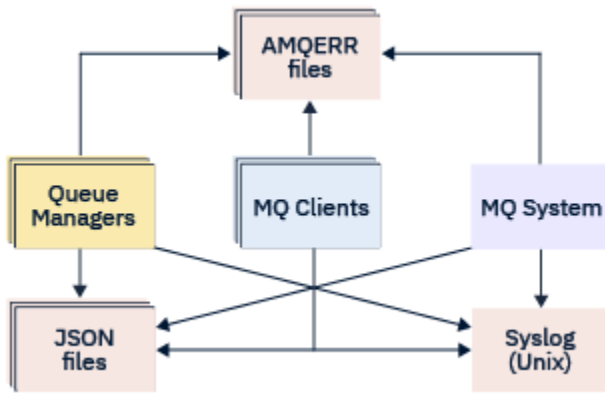 AMQERR
files
Queue
Managers
MQ Clients
MQ System
JSON
files
Syslog
(Unix)